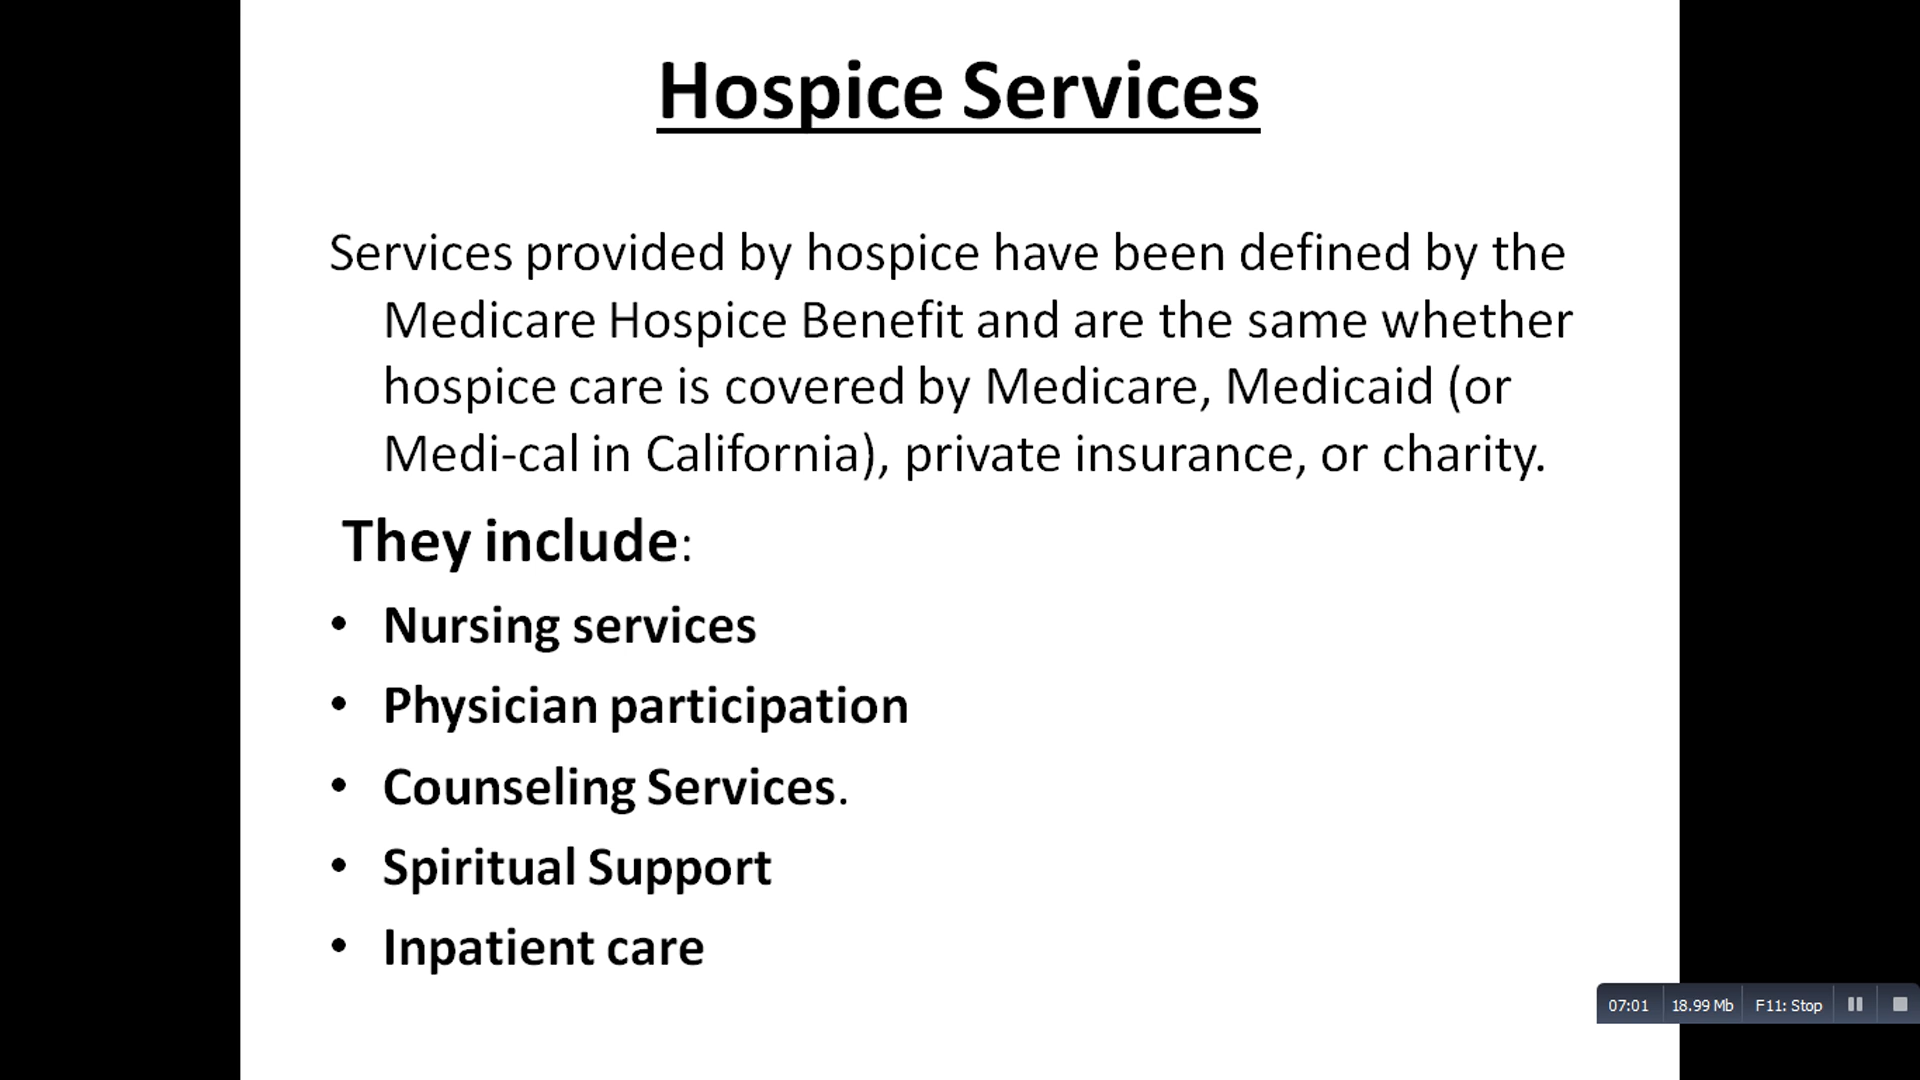 Hospice Services
Services provided by hospice have been defined by the
Medicare Hospice Benefit and are the same whether
hospice care is covered by Medicare, Medicaid (or
Medi-cal in California), private insurance, or charity.
They include:
• Nursing services
• Physician participation
• Counseling Services.
• Spiritual Support
• Inpatient care
07:01 18.99 Mb F11: Stop